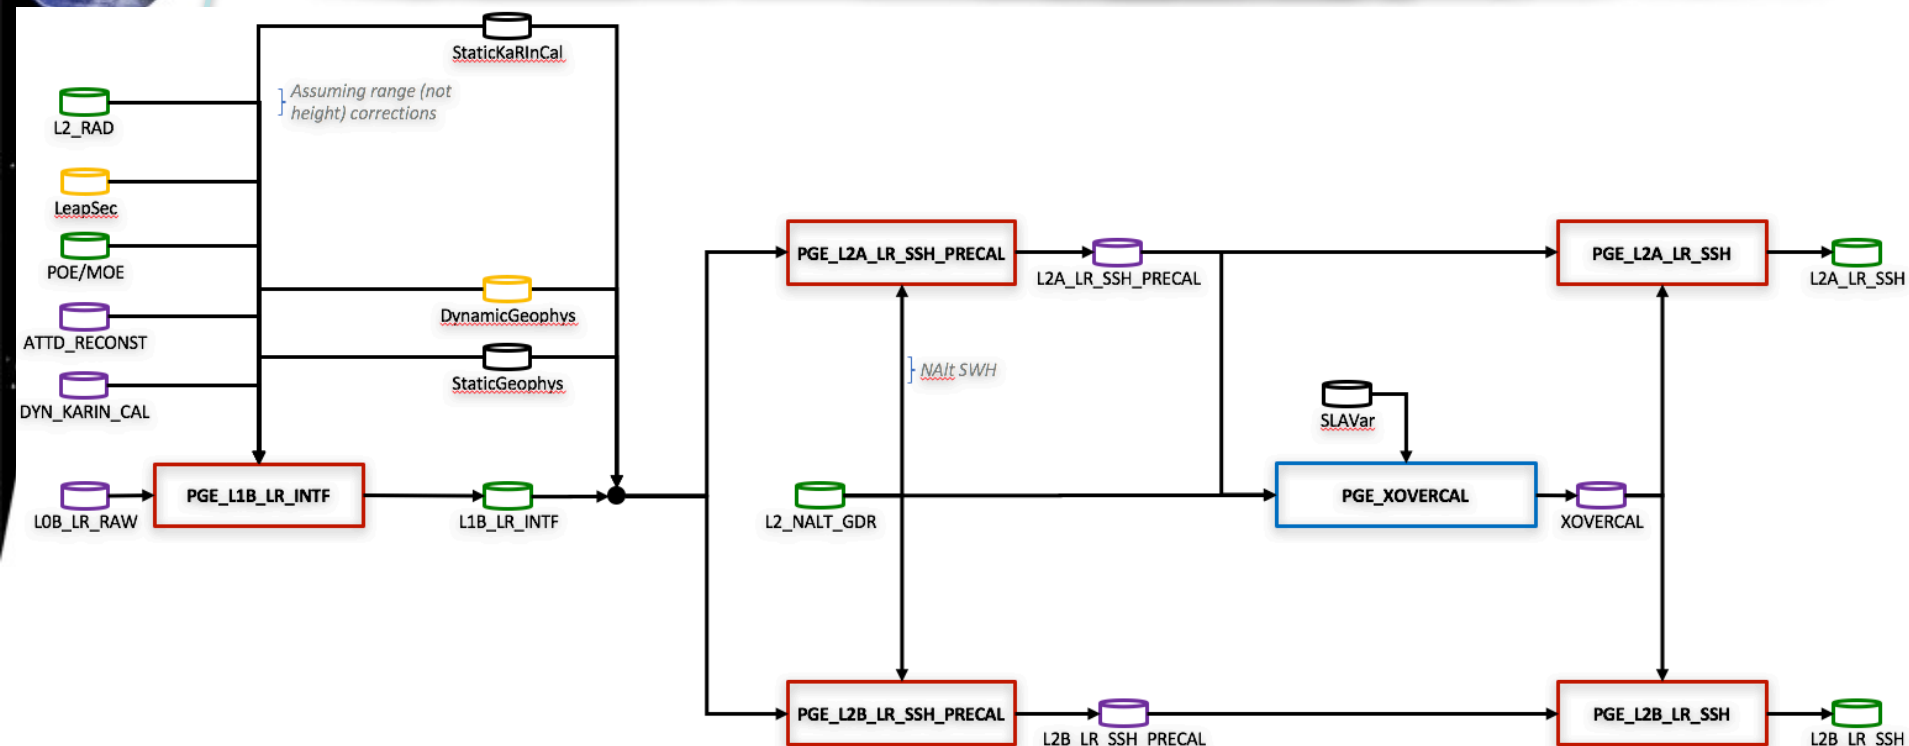 StaticKaRInCal
Assuming range (not
height) corrections
L2_RAD
LeapSec
POE/MOE
PGE_L2A_LR_SSH_PRECAL
L2A_LR_SSH_PRECAL
PGE_L2A_LR_SSH
L2A_LR_SSH
DynamicGeophys
ATTD_RECONST
StaticGeophys
NAlt SWH
DYN_KARIN_CAL
SLAVar
L0B_LR_RAW
PGE_L1B_LR_INTF
L1B_LR_INTF
L2_NALT_GDR
PGE_XOVERCAL
XOVERCAL
PGE_L2B_LR_SSH_PRECAL
L2B_LR_SSH_PRECAL
PGE_L2B_LR_SSH
L2B_LR_SSH